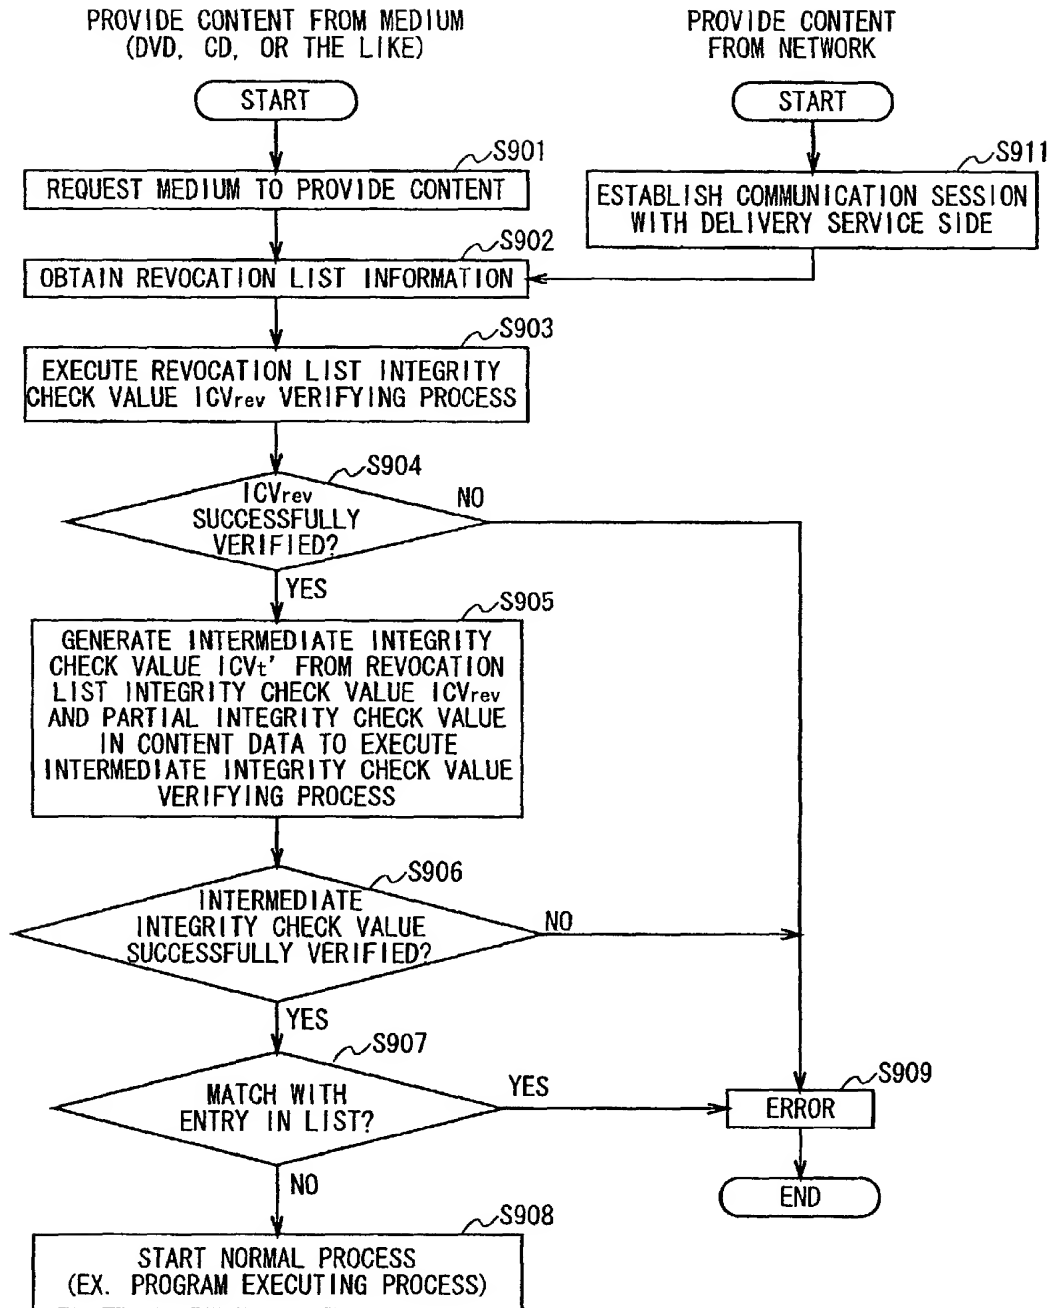 PROVIDE CONTENT FROM MEDIUM
(DVD, CD, OR THE LIKE)
START
S901
REQUEST MEDIUM TO PROVIDE CONTENT
S902
OBTAIN REVOCATION LIST INFORMATION
PROVIDE CONTENT
FROM NETWORK
START
S911
ESTABLISH COMMUNICATION SESSION
WITH DELIVERY SERVICE SIDE
S903
EXECUTE REVOCATION LIST INTEGRITY
CHECK VALUE ICVrev VERIFYING PROCESS
S904
ICVrev
SUCCESSFULLY
VERIFIED?
NO
YES
S905
GENERATE INTERMEDIATE INTEGRITY
CHECK VALUE ICVt' FROM REVOCATION
LIST INTEGRITY CHECK VALUE ICVrev
AND PARTIAL INTEGRITY CHECK VALUE
IN CONTENT DATA TO EXECUTE
INTERMEDIATE INTEGRITY CHECK VALUE
VERIFYING PROCESS
S906
INTERMEDIATE
INTEGRITY CHECK VALUE
SUCCESSFULLY VERIFIED?
NO
YES
S907
MATCH WITH
ENTRY IN LIST?
YES
NO
S909
ERROR
END
S908
START NORMAL PROCESS
(EX. PROGRAM EXECUTING PROCESS)